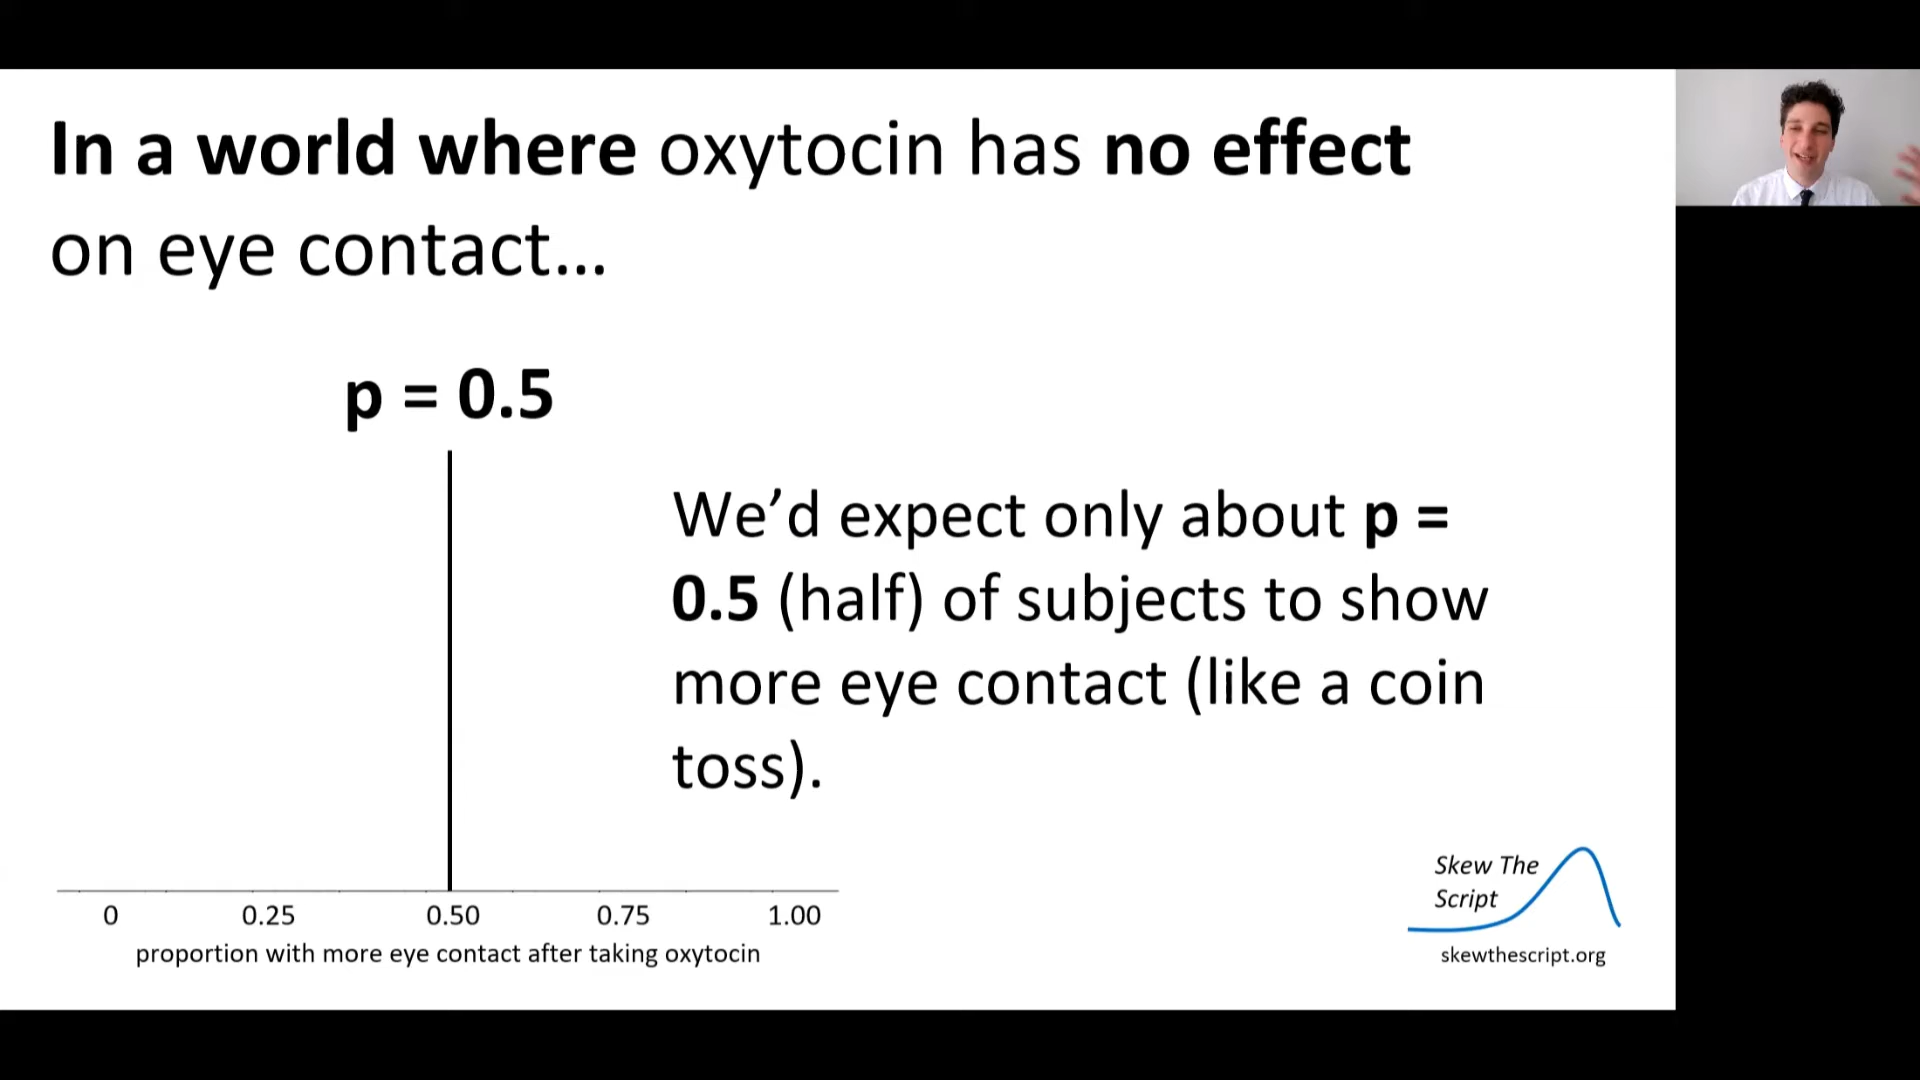 In a world where oxytocin has no effect
on eye contact...
p = 0.5
We’d expect only about p =
0.5 (half) of subjects to show
more eye contact (like a coin
toss).
0 0.25 0.50 0.75 1.00
proportion with more eye contact after taking oxytocin
Skew The
Script
skewthescript.org